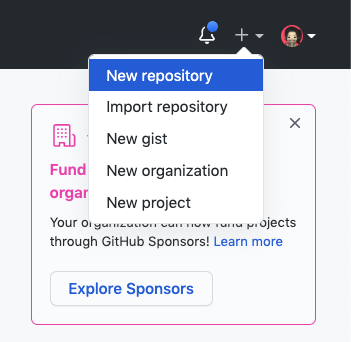 New repository
Import repository
New gist
New organization
New project
Fund
Your organization can now fund projects
through GitHub Sponsors! Learn more
Explore Sponsors